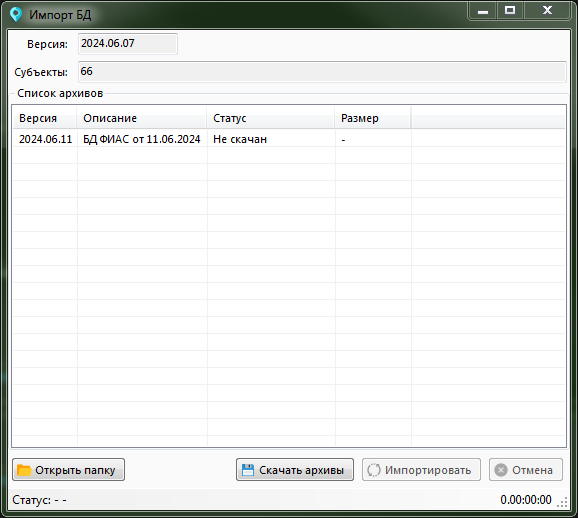 Импорт БД
Версия: 2024.06.07
Субъекты: 66
Список архивов
Версия Описание Статус Размер
2024.06.11 БД ФИАС от 11.06.2024 Не скачан -
Открыть папку Скачать архивы Импортировать Отмена
Статус: - - 0.00:00:00